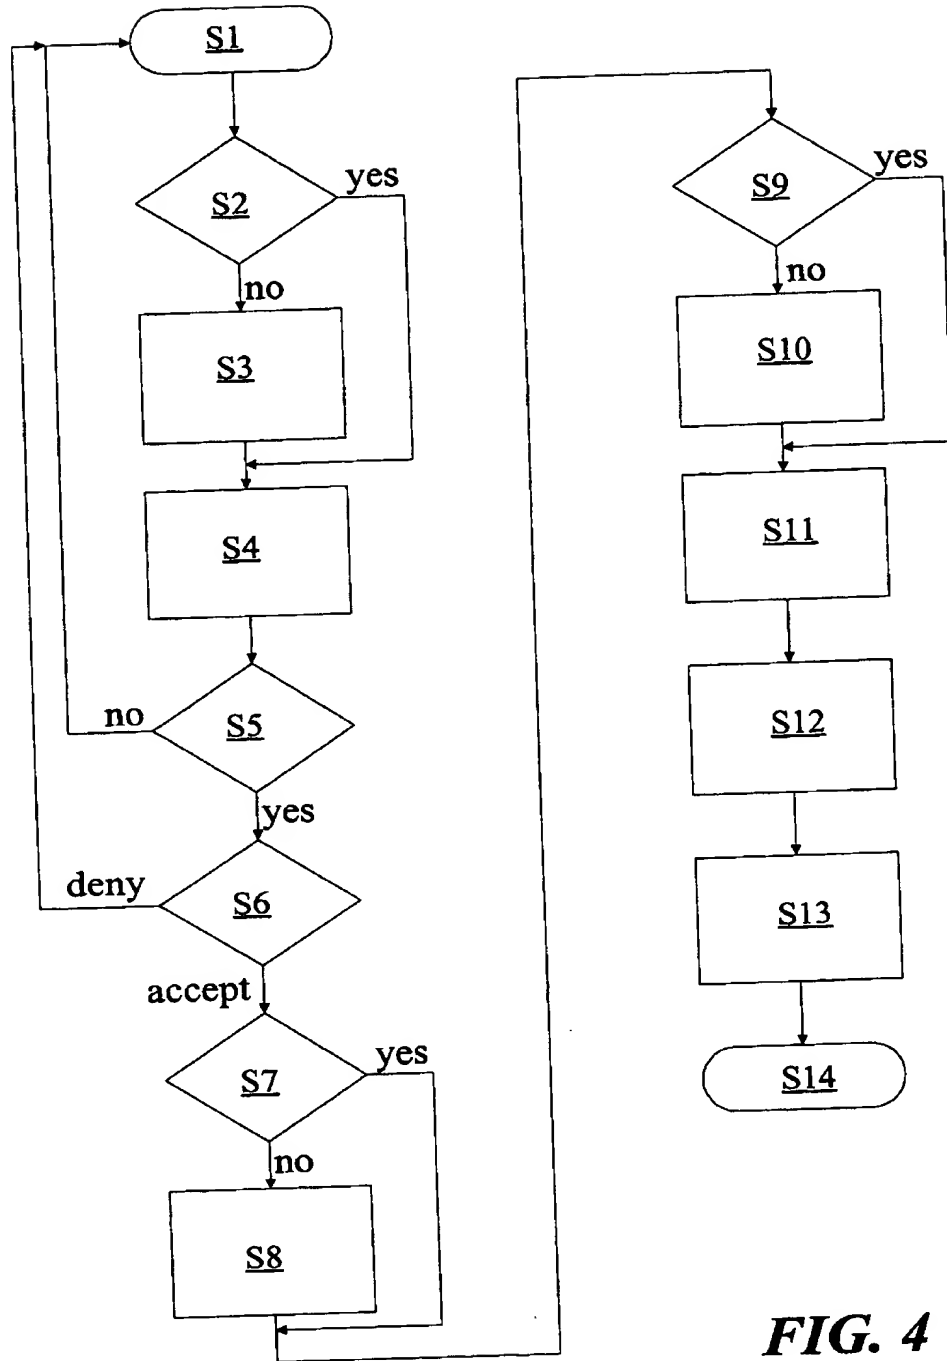 S1
S2
yes
no
S3
S4
S5
no
yes
S6
deny
accept
S7
yes
no
S8
S9
yes
no
S10
S11
S12
S13
S14
FIG. 4